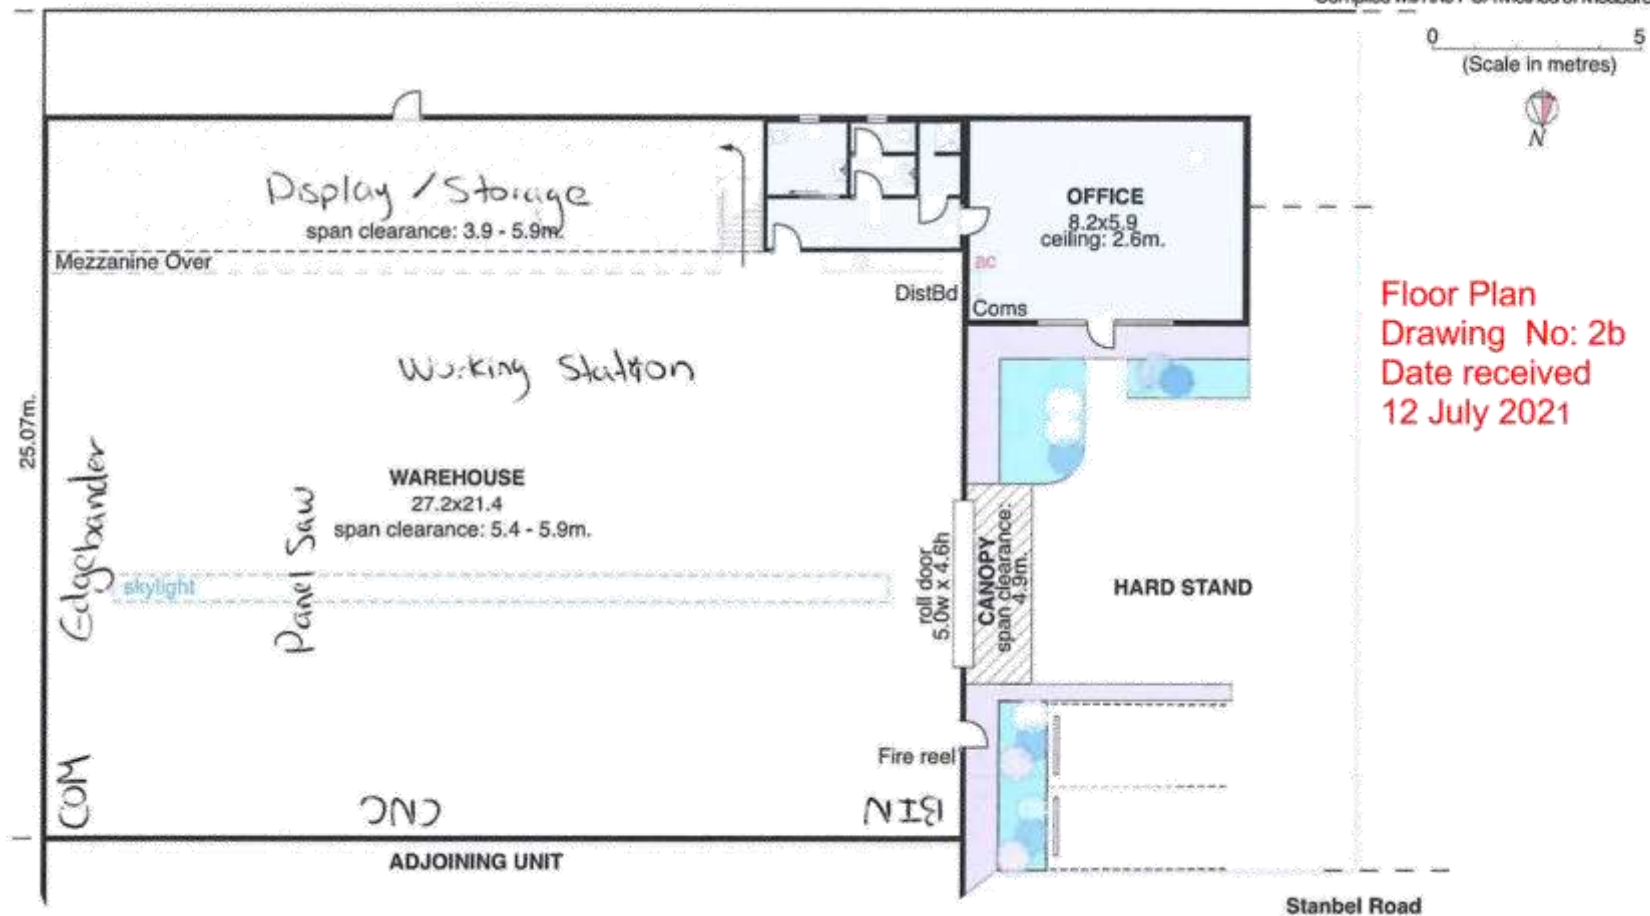 0 5
(Scale in metres)
N
Display / Storage
span clearance: 3.9 - 5.9m.
Mezzanine Over
OFFICE
8.2x5.9
ceiling: 2.6m.
ac
DistBd
Coms
Floor Plan
Drawing No: 2b
Date received
12 July 2021
Working Station
25.07m.
Edgebander
Panel Saw
WAREHOUSE
27.2x21.4
span clearance: 5.4 - 5.9m.
skylight
roll door
5.0w x 4.6h
CANOPY
span clearance:
4.9m.
HARD STAND
Fire reel
COM
CNC
BIN
ADJOINING UNIT
Stanbel Road